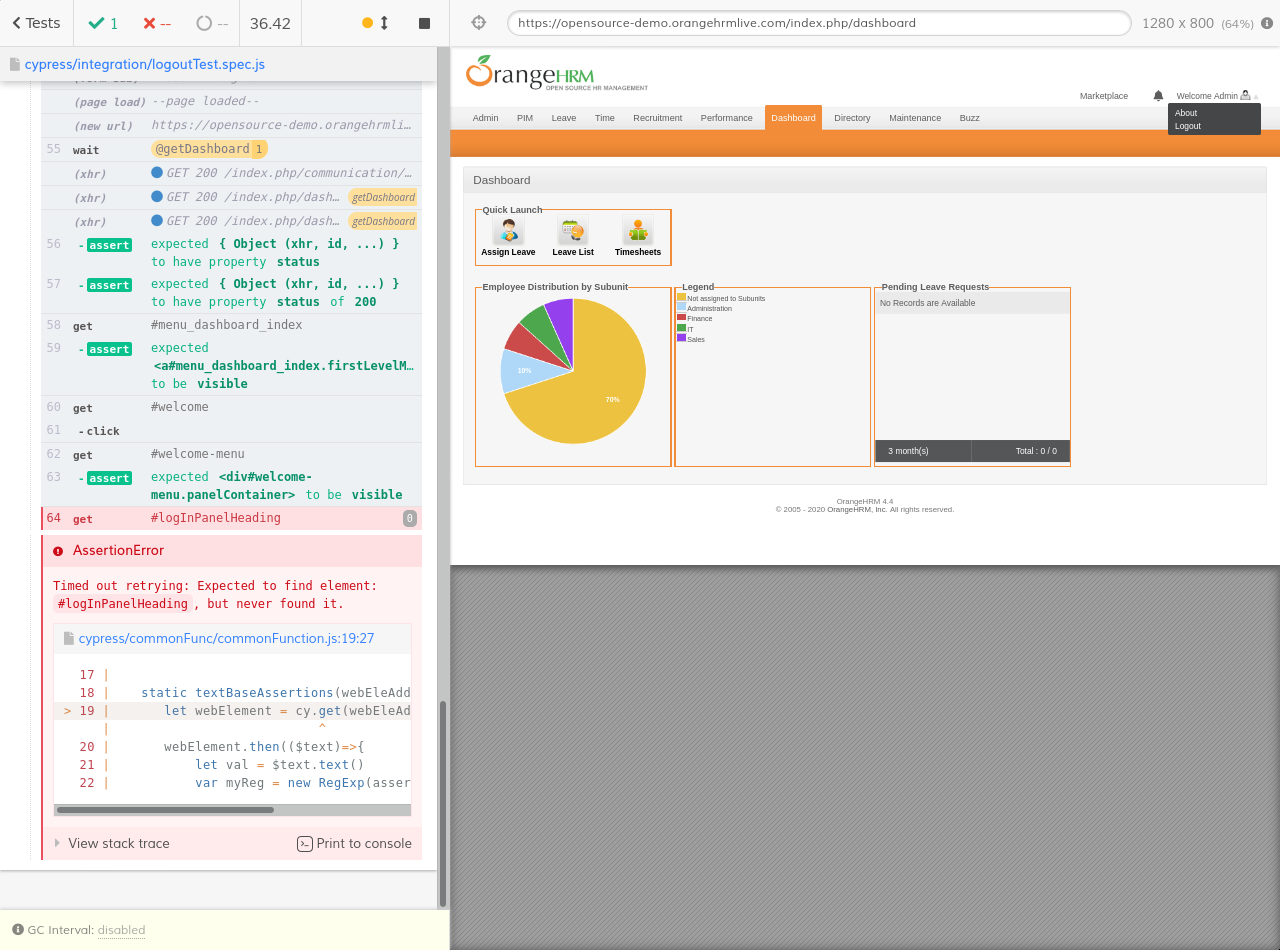 Tests
1
--
--
36.42
https://opensource-demo.orangehrmlive.com/index.php/dashboard
1280 x 800 (64%)
cypress/integration/logoutTest.spec.js
(page load) --page loaded--
(new url) https://opensource-demo.orangehrmli…
55 wait @getDashboard 1
(xhr) GET 200 /index.php/communication/…
(xhr) GET 200 /index.php/dash… getDashboard
(xhr) GET 200 /index.php/dash… getDashboard
56 -assert expected { Object (xhr, id, ...) }
to have property status
57 -assert expected { Object (xhr, id, ...) }
to have property status of 200
58 get #menu_dashboard_index
59 -assert expected
<a#menu_dashboard_index.firstLevelM…
to be visible
60 get #welcome
61 -click
62 get #welcome-menu
63 -assert expected <div#welcome-
menu.panelContainer> to be visible
64 get #logInPanelHeading 0
AssertionError
Timed out retrying: Expected to find element:
#logInPanelHeading, but never found it.
cypress/commonFunc/commonFunction.js:19:27
17 |
18 | static textBaseAssertions(webEleAdd
> 19 | let webElement = cy.get(webEleAd
| ^
20 | webElement.then(($text)=>{
21 | let val = $text.text()
22 | var myReg = new RegExp(asser
View stack trace
Print to console
GC Interval: disabled
OrangeHRM
OPEN SOURCE HR MANAGEMENT
Marketplace
Welcome Admin
About
Logout
Admin PIM Leave Time Recruitment Performance Dashboard Directory Maintenance Buzz
Dashboard
Quick Launch
Assign Leave Leave List Timesheets
Employee Distribution by Subunit
10%
70%
Legend
Not assigned to Subunits
Administration
Finance
IT
Sales
Pending Leave Requests
No Records are Available
3 month(s) Total : 0 / 0
OrangeHRM 4.4
© 2005 - 2020 OrangeHRM, Inc. All rights reserved.